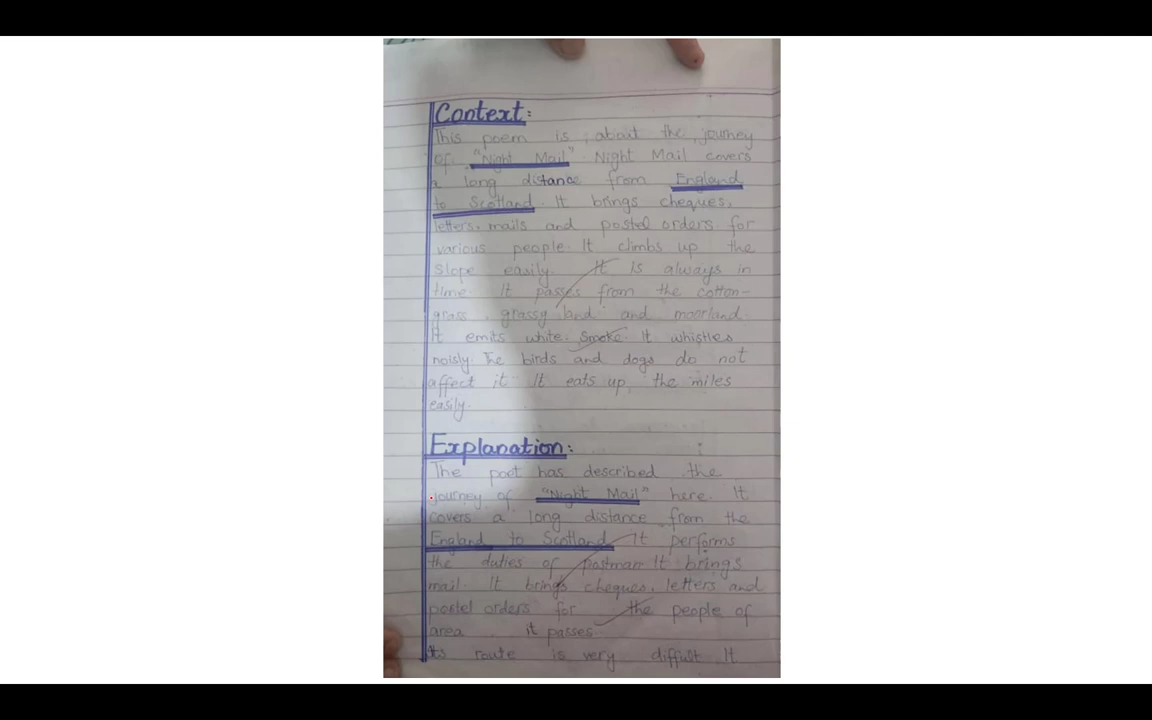 Context:
This poem is about the journey
of "Night Mail" Night Mail covers
a long distance from England
to Scotland. It brings cheques,
letters, mails and postel orders for
various people. It climbs up the
slope easily. It is always in
time. It passes from the cotton-
grass, grassy land and moorland.
It emits white smoke. It whistles
noisly. The birds and dogs do not
affect it. It eats up the miles
easily.
Explanation:
The poet has described the
journey of "Night Mail" here. It
covers a long distance from the
England to Scotland. It performs
the duties of postman. It brings
mail. It brings cheques, letters and
postel orders for the people of
area it passes.
Its route is very diffult. It